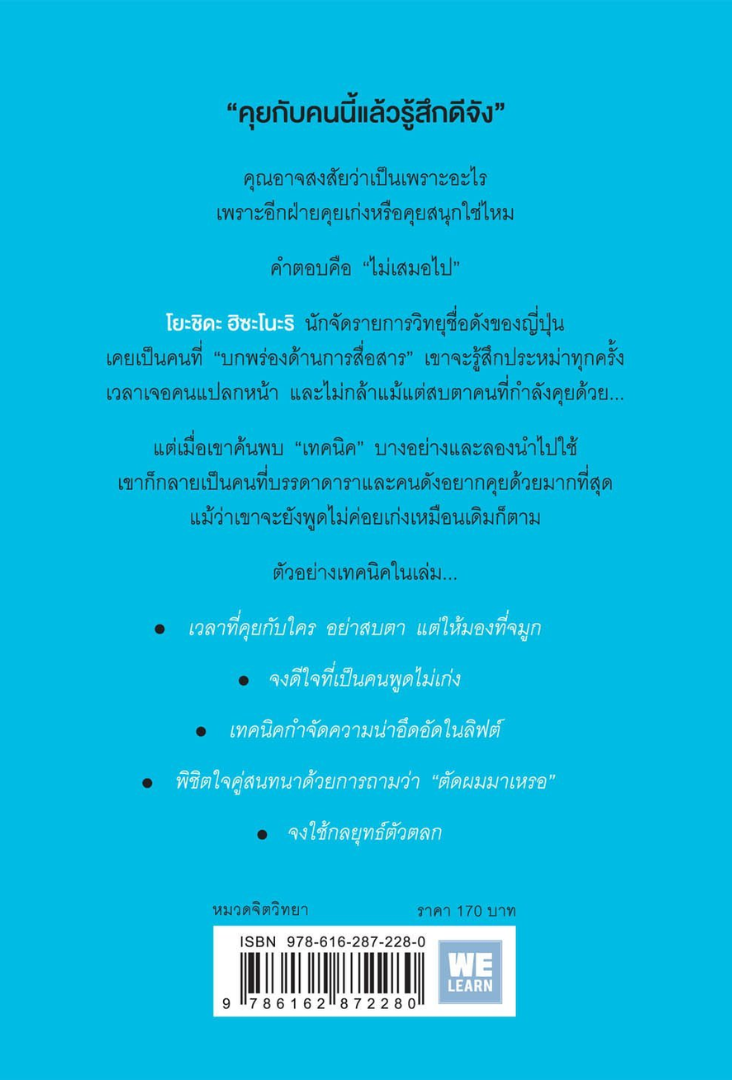 “คุยกับคนนี้แล้วรู้สึกดีจัง”
คุณอาจสงสัยว่าเป็นเพราะอะไร
เพราะอีกฝ่ายคุยเก่งหรือคุยสนุกใช่ไหม
คำตอบคือ “ไม่เสมอไป”
โยะชิดะ ฮิซะโนะริ นักจัดรายการวิทยุชื่อดังของญี่ปุ่น
เคยเป็นคนที่ “บกพร่องด้านการสื่อสาร” เขาจะรู้สึกประหม่าทุกครั้ง
เวลาเจอคนแปลกหน้า และไม่กล้าแม้แต่สบตาคนที่กำลังคุยด้วย...
แต่เมื่อเขาค้นพบ “เทคนิค” บางอย่างและลองนำไปใช้
เขาก็กลายเป็นคนที่บรรดาดาราและคนดังอยากคุยด้วยมากที่สุด
แม้ว่าเขาจะยังพูดไม่ค่อยเก่งเหมือนเดิมก็ตาม
ตัวอย่างเทคนิคในเล่ม...
● เวลาที่คุยกับใคร อย่าสบตา แต่ให้มองที่จมูก
● จงดีใจที่เป็นคนพูดไม่เก่ง
● เทคนิคกำจัดความน่าอึดอัดในลิฟต์
● พิชิตใจคู่สนทนาด้วยการถามว่า “ตัดผมมาเหรอ”
● จงใช้กลยุทธ์ตัวตลก
หมวดจิตวิทยา ราคา 170 บาท
ISBN 978-616-287-228-0
9 786162 872280
WE
LEARN